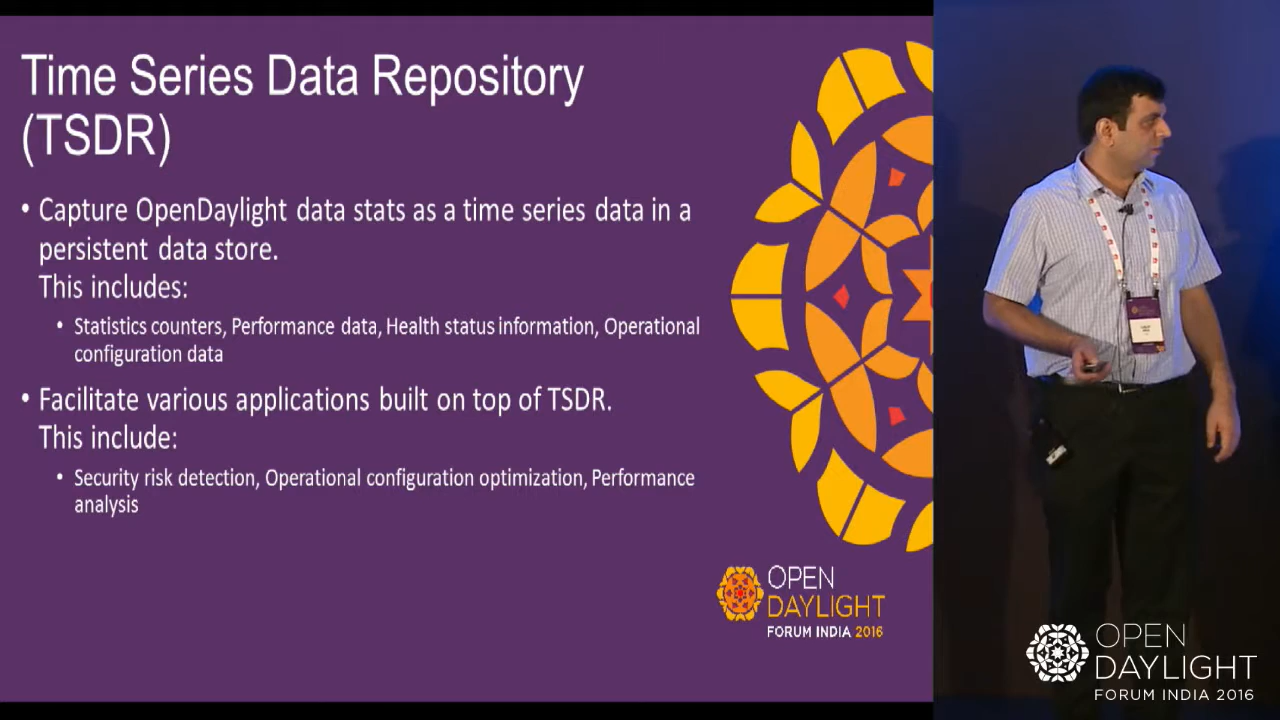 Time Series Data Repository
(TSDR)
• Capture OpenDaylight data stats as a time series data in a
persistent data store.
This includes:
• Statistics counters, Performance data, Health status information, Operational
configuration data
• Facilitate various applications built on top of TSDR.
This include:
• Security risk detection, Operational configuration optimization, Performance
analysis
OPEN
DAYLIGHT
FORUM INDIA 2016
OPEN
DAYLIGHT
FORUM INDIA 2016